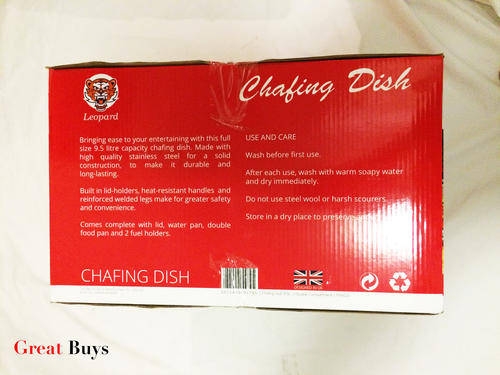 Chafing Dish
Leopard
Bringing ease to your entertaining with this full
size 9.5 litre capacity chafing dish. Made with
high quality stainless steel for a solid
construction, to make it durable and
long-lasting.
Built in lid-holders, heat-resistant handles and
reinforced welded legs make for greater safety
and convenience.
Comes complete with lid, water pan, double
food pan and 2 fuel holders.
CHAFING DISH
USE AND CARE
Wash before first use.
After each use, wash with warm soapy water
and dry immediately.
Do not use steel wool or harsh scourers.
Store in a dry place to
DESIGNED IN UK
Great Buys